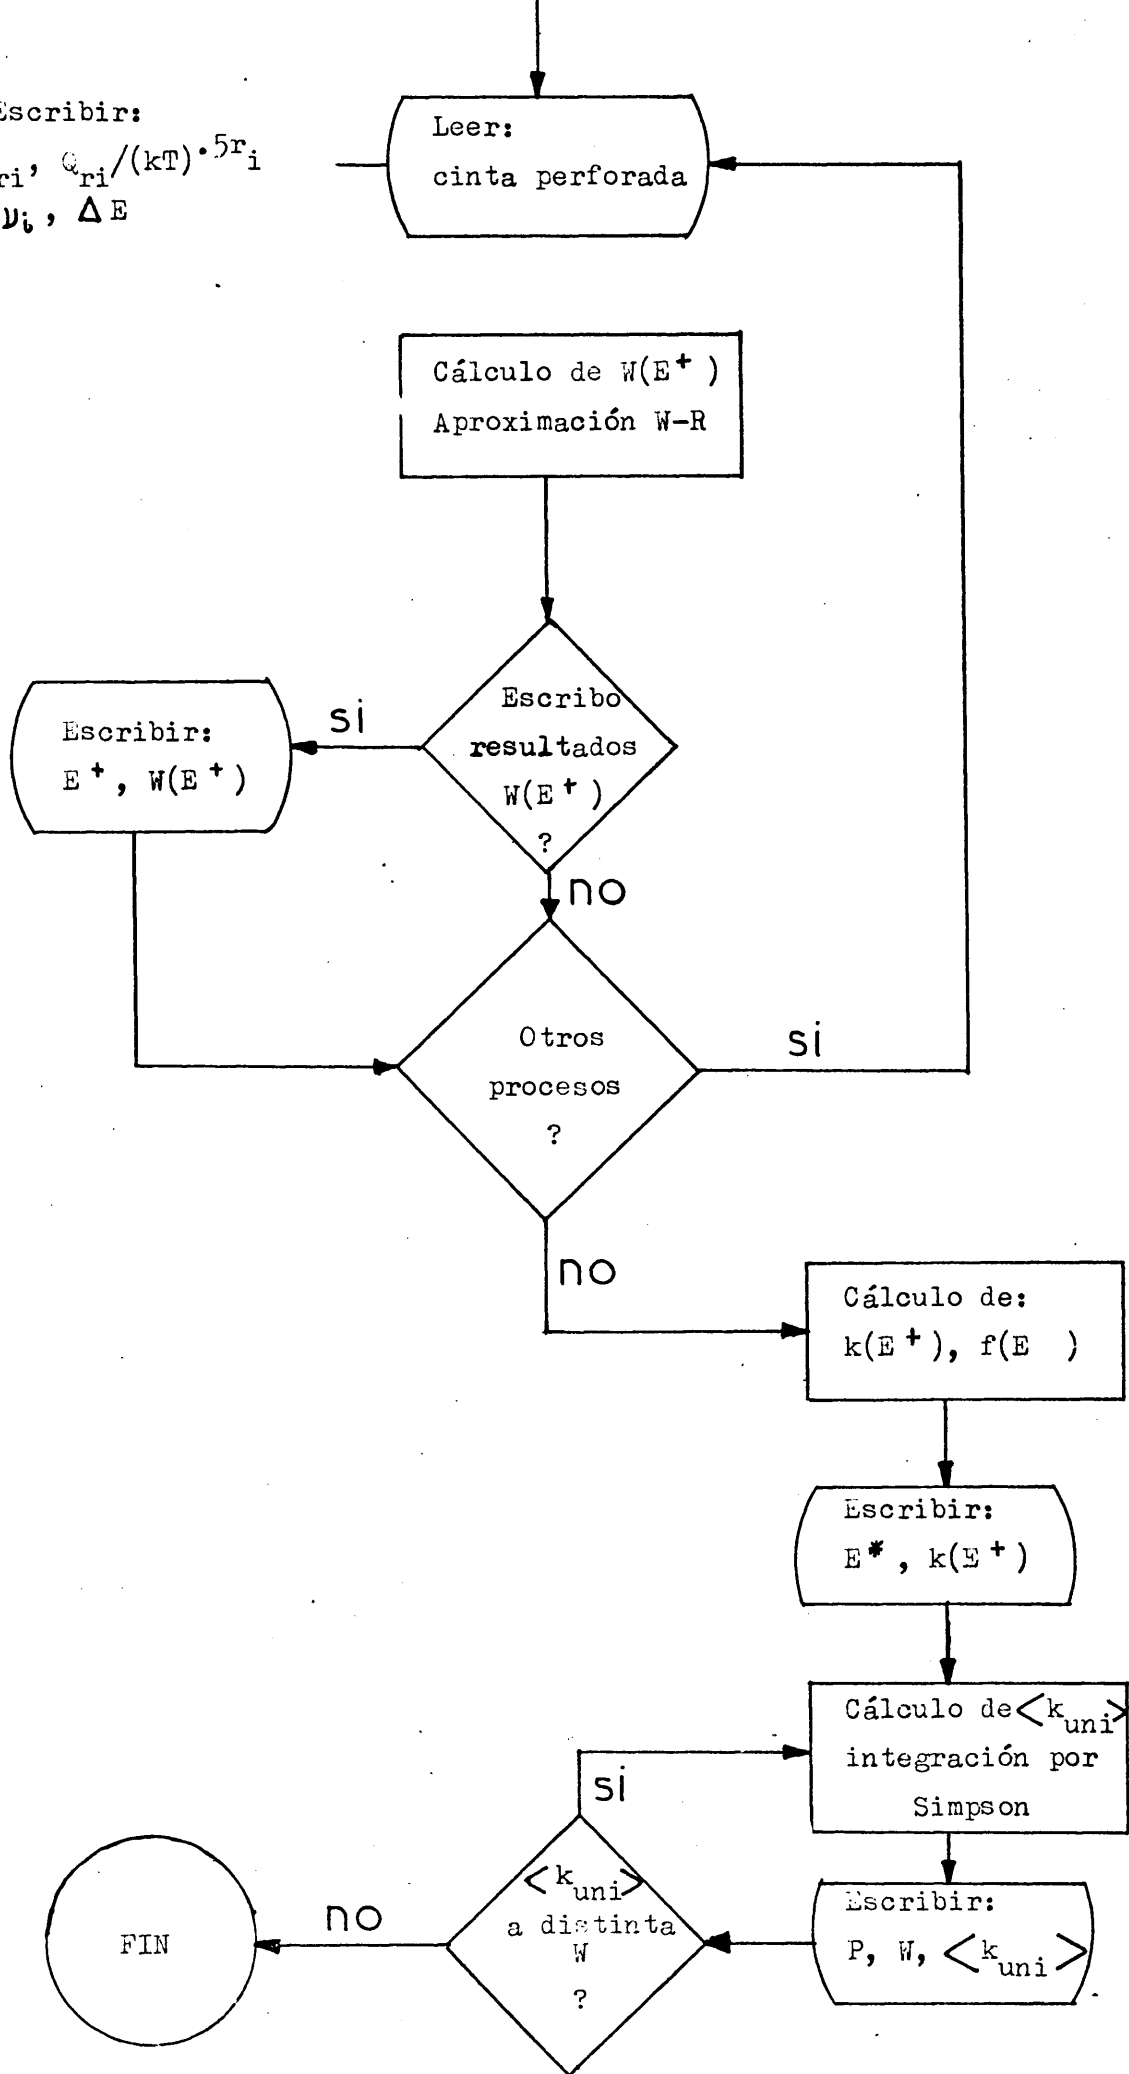 Escribir:
ri, Qri/(kT)·5ri
νi, ΔE
Leer:
cinta perforada
Cálculo de W(E+ )
Aproximación W-R
Escribo
resultados
W(E+ )
?
si
Escribir:
E+, W(E+)
no
Otros
procesos
?
si
no
Cálculo de:
k(E+), f(E )
Escribir:
E*, k(E+)
Cálculo de <kuni>
integración por
Simpson
si
Escribir:
P, W, <kuni>
<kuni>
a distinta
W
?
no
FIN